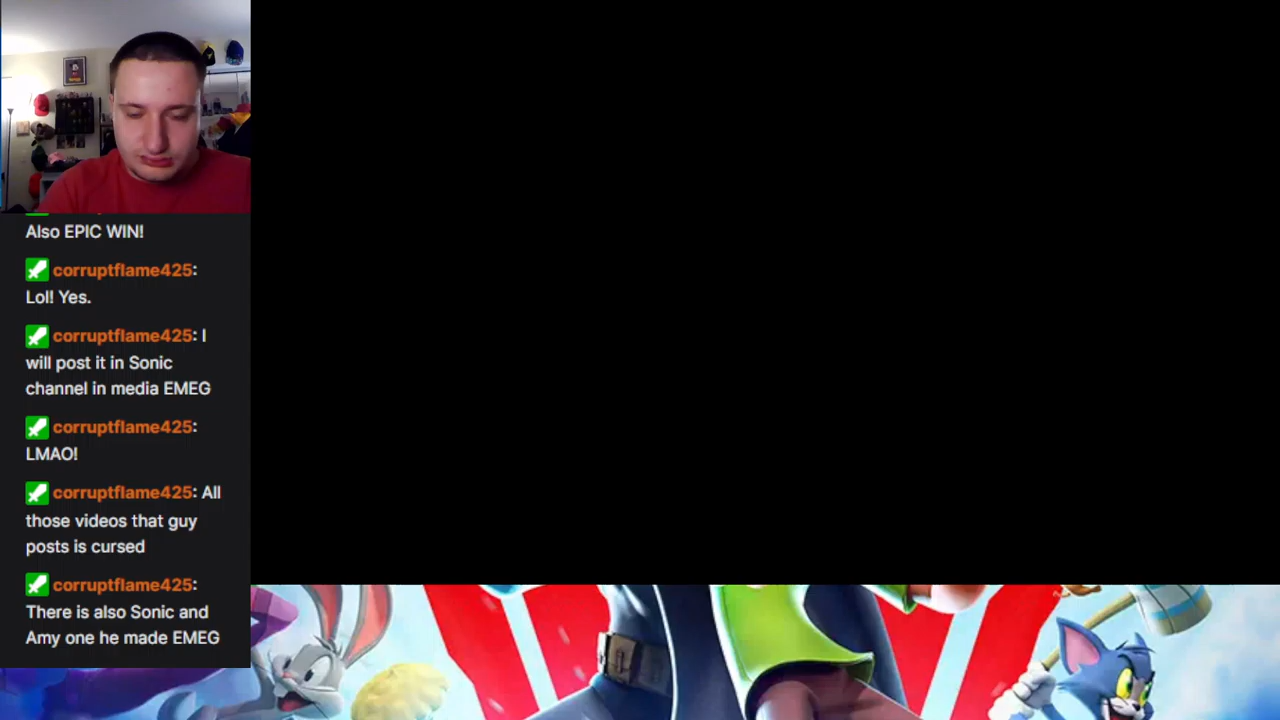 Also EPIC WIN!
corruptflame425:
Lol! Yes.
corruptflame425: I
will post it in Sonic
channel in media EMEG
corruptflame425:
LMAO!
corruptflame425: All
those videos that guy
posts is cursed
corruptflame425:
There is also Sonic and
Amy one he made EMEG